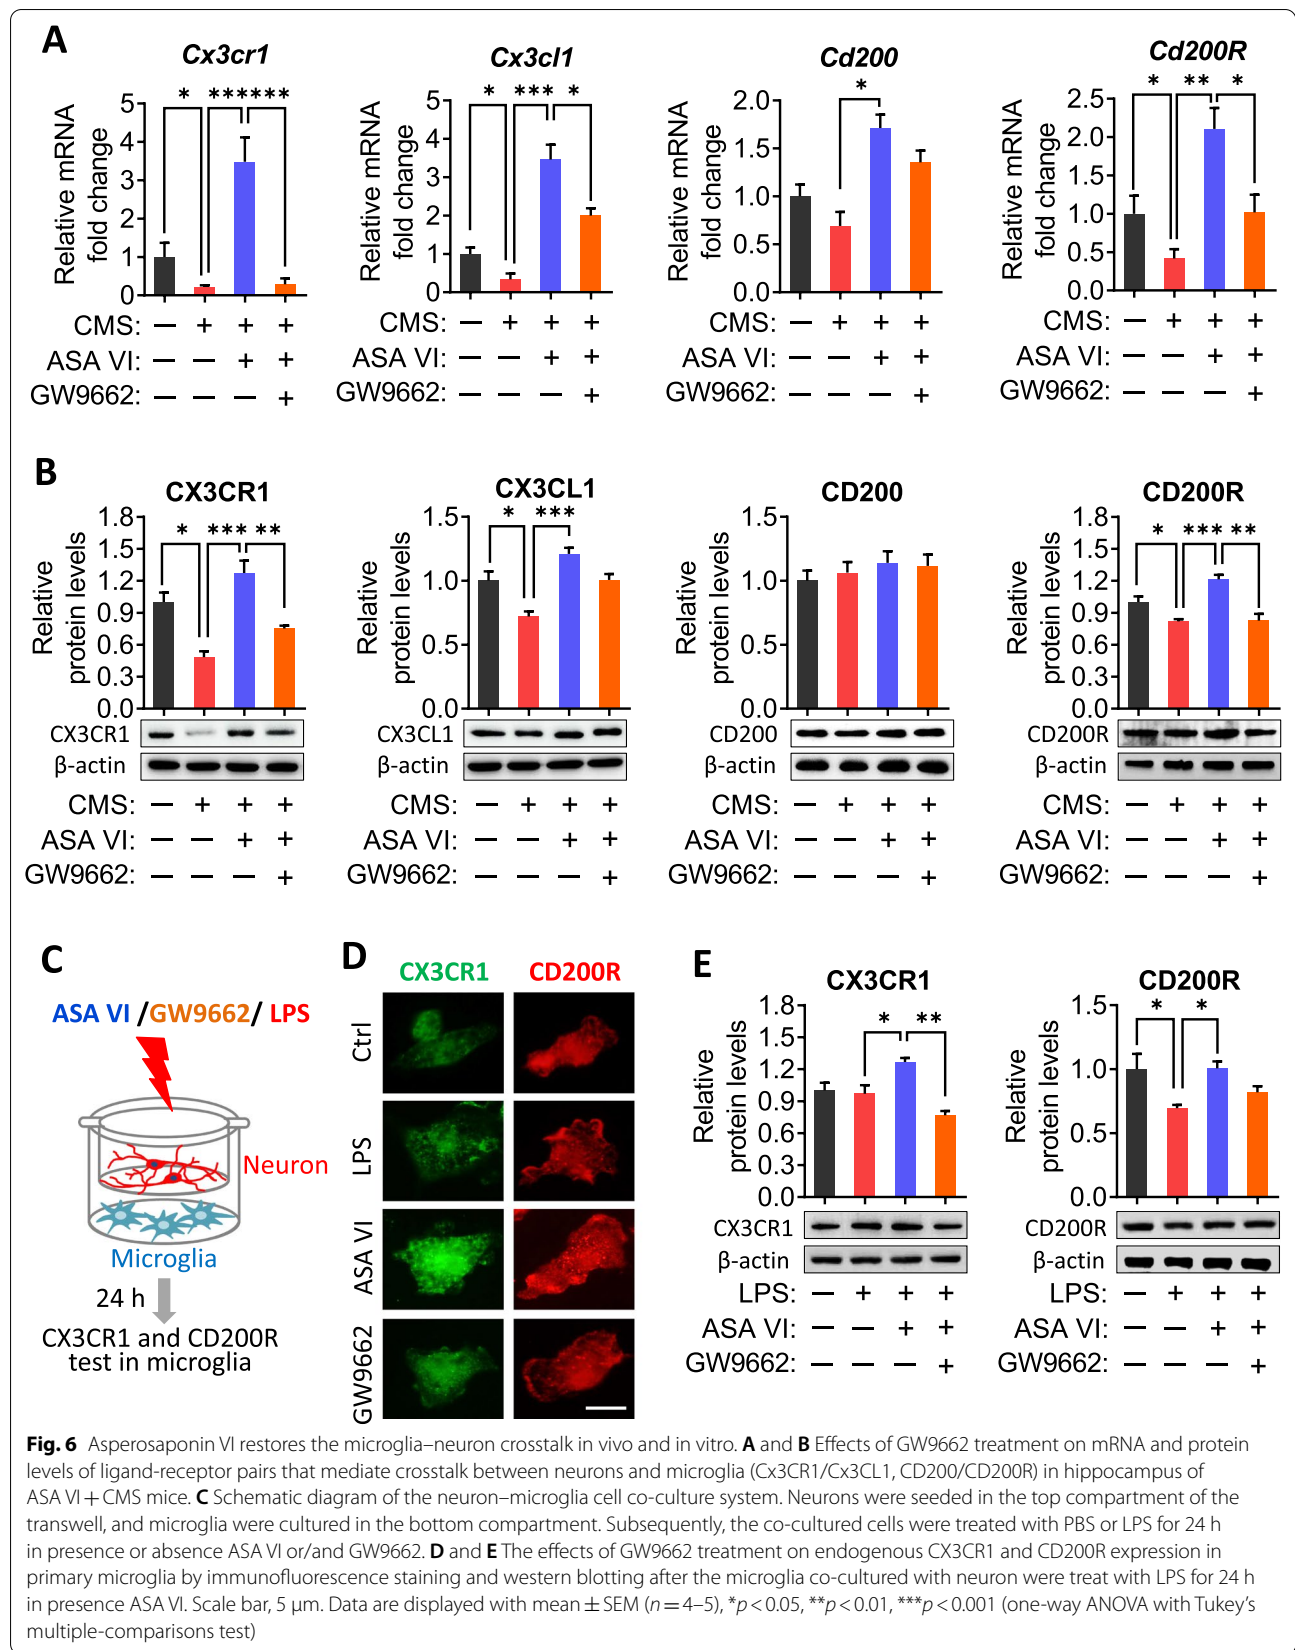 A
Cx3cr1
Cx3cl1
Cd200
Cd200R
* ******
* *** *
*
* ** *
Relative mRNA
fold change
5
4
3
2
1
0
Relative mRNA
fold change
5
4
3
2
1
0
Relative mRNA
fold change
2.0
1.5
1.0
0.5
0.0
Relative mRNA
fold change
2.5
2.0
1.5
1.0
0.5
0.0
CMS: — + + +
ASA VI: — — + +
GW9662: — — — +
CMS: — + + +
ASA VI: — — + +
GW9662: — — — +
CMS: — + + +
ASA VI: — — + +
GW9662: — — — +
CMS: — + + +
ASA VI: — — + +
GW9662: — — — +
B
CX3CR1
CX3CL1
CD200
CD200R
* *** **
* ***
* *** **
Relative
protein levels
1.8
1.5
1.2
0.9
0.6
0.3
0.0
Relative
protein levels
1.5
1.0
0.5
0.0
Relative
protein levels
1.5
1.0
0.5
0.0
Relative
protein levels
1.8
1.5
1.2
0.9
0.6
0.3
0.0
CX3CR1
β-actin
CX3CL1
β-actin
CD200
β-actin
CD200R
β-actin
CMS: — + + +
ASA VI: — — + +
GW9662: — — — +
CMS: — + + +
ASA VI: — — + +
GW9662: — — — +
CMS: — + + +
ASA VI: — — + +
GW9662: — — — +
CMS: — + + +
ASA VI: — — + +
GW9662: — — — +
C
ASA VI /GW9662/ LPS
Neuron
Microglia
24 h
CX3CR1 and CD200R
test in microglia
D
CX3CR1
CD200R
Ctrl
LPS
ASA VI
GW9662
E
CX3CR1
CD200R
* **
* *
Relative
protein levels
1.8
1.5
1.2
0.9
0.6
0.3
0.0
Relative
protein levels
1.5
1.0
0.5
0.0
CX3CR1
β-actin
CD200R
β-actin
LPS: — + + +
ASA VI: — — + +
GW9662: — — — +
LPS: — + + +
ASA VI: — — + +
GW9662: — — — +
Fig. 6 Asperosaponin VI restores the microglia–neuron crosstalk in vivo and in vitro. A and B Effects of GW9662 treatment on mRNA and protein
levels of ligand-receptor pairs that mediate crosstalk between neurons and microglia (Cx3CR1/Cx3CL1, CD200/CD200R) in hippocampus of
ASA VI + CMS mice. C Schematic diagram of the neuron–microglia cell co-culture system. Neurons were seeded in the top compartment of the
transwell, and microglia were cultured in the bottom compartment. Subsequently, the co-cultured cells were treated with PBS or LPS for 24 h
in presence or absence ASA VI or/and GW9662. D and E The effects of GW9662 treatment on endogenous CX3CR1 and CD200R expression in
primary microglia by immunofluorescence staining and western blotting after the microglia co-cultured with neuron were treat with LPS for 24 h
in presence ASA VI. Scale bar, 5 μm. Data are displayed with mean ± SEM (n = 4–5), *p < 0.05, **p < 0.01, ***p < 0.001 (one-way ANOVA with Tukey's
multiple-comparisons test)